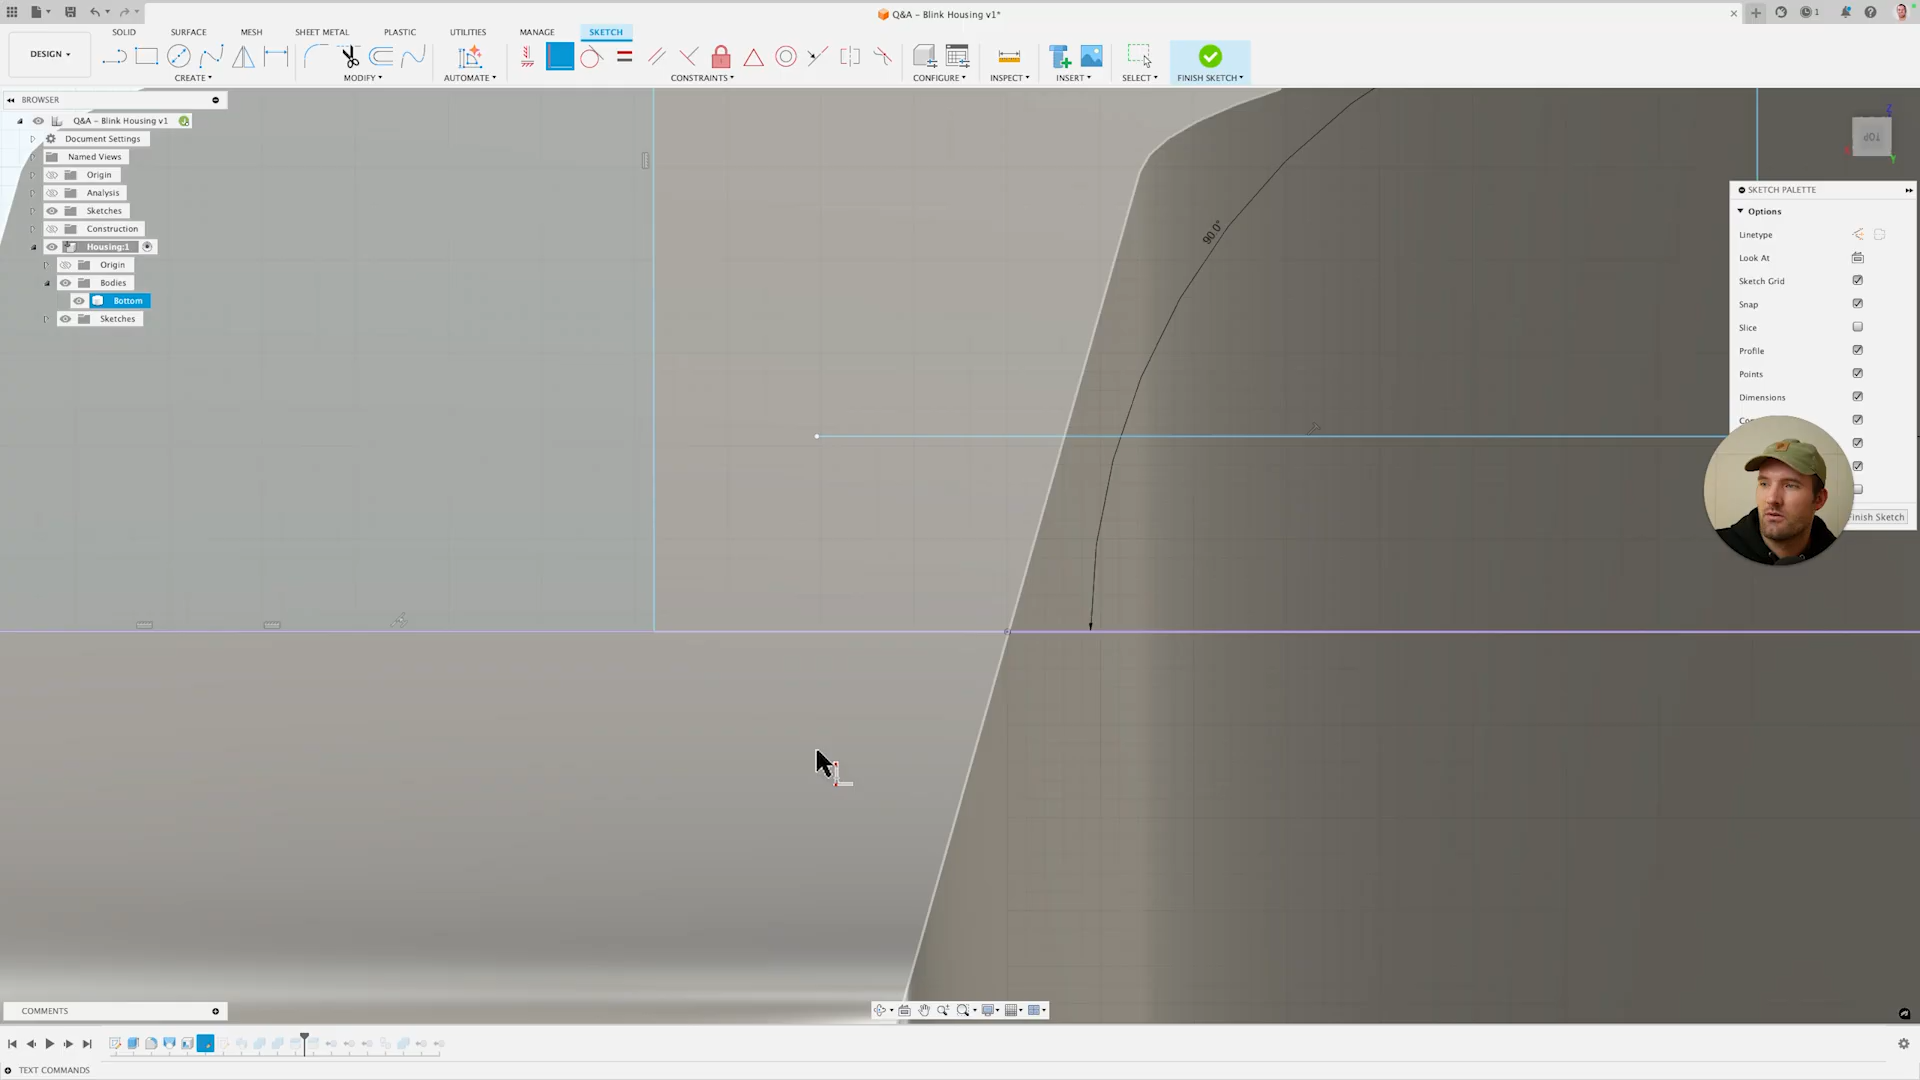 Q&A – Blink Housing v1*
1
DESIGN
SOLID
SURFACE
MESH
SHEET METAL
PLASTIC
UTILITIES
MANAGE
SKETCH
CREATE
MODIFY
AUTOMATE
CONSTRAINTS
CONFIGURE
INSPECT
INSERT
SELECT
FINISH SKETCH
BROWSER
Q&A – Blink Housing v1
Document Settings
Named Views
Origin
Analysis
Sketches
Construction
Housing:1
Origin
Bodies
Bottom
Sketches
90.0°
Z
TOP
Y
SKETCH PALETTE
Options
Linetype
Look At
Sketch Grid
Snap
Slice
Profile
Points
Dimensions
Finish Sketch
COMMENTS
TEXT COMMANDS